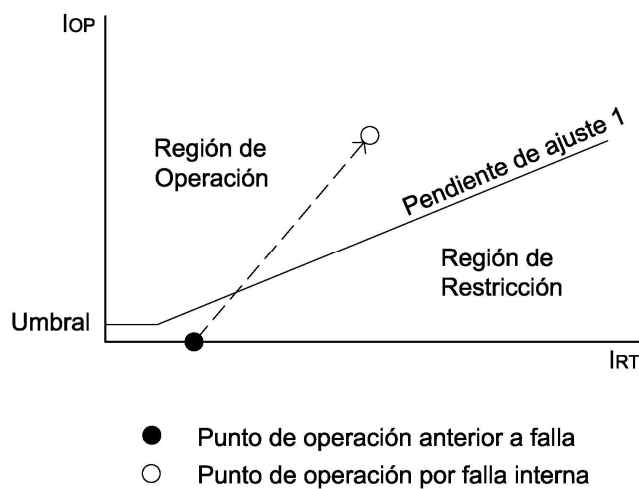 IOP
Región de
Operación
Pendiente de ajuste 1
Región de
Restricción
Umbral
IRT
Punto de operación anterior a falla
Punto de operación por falla interna